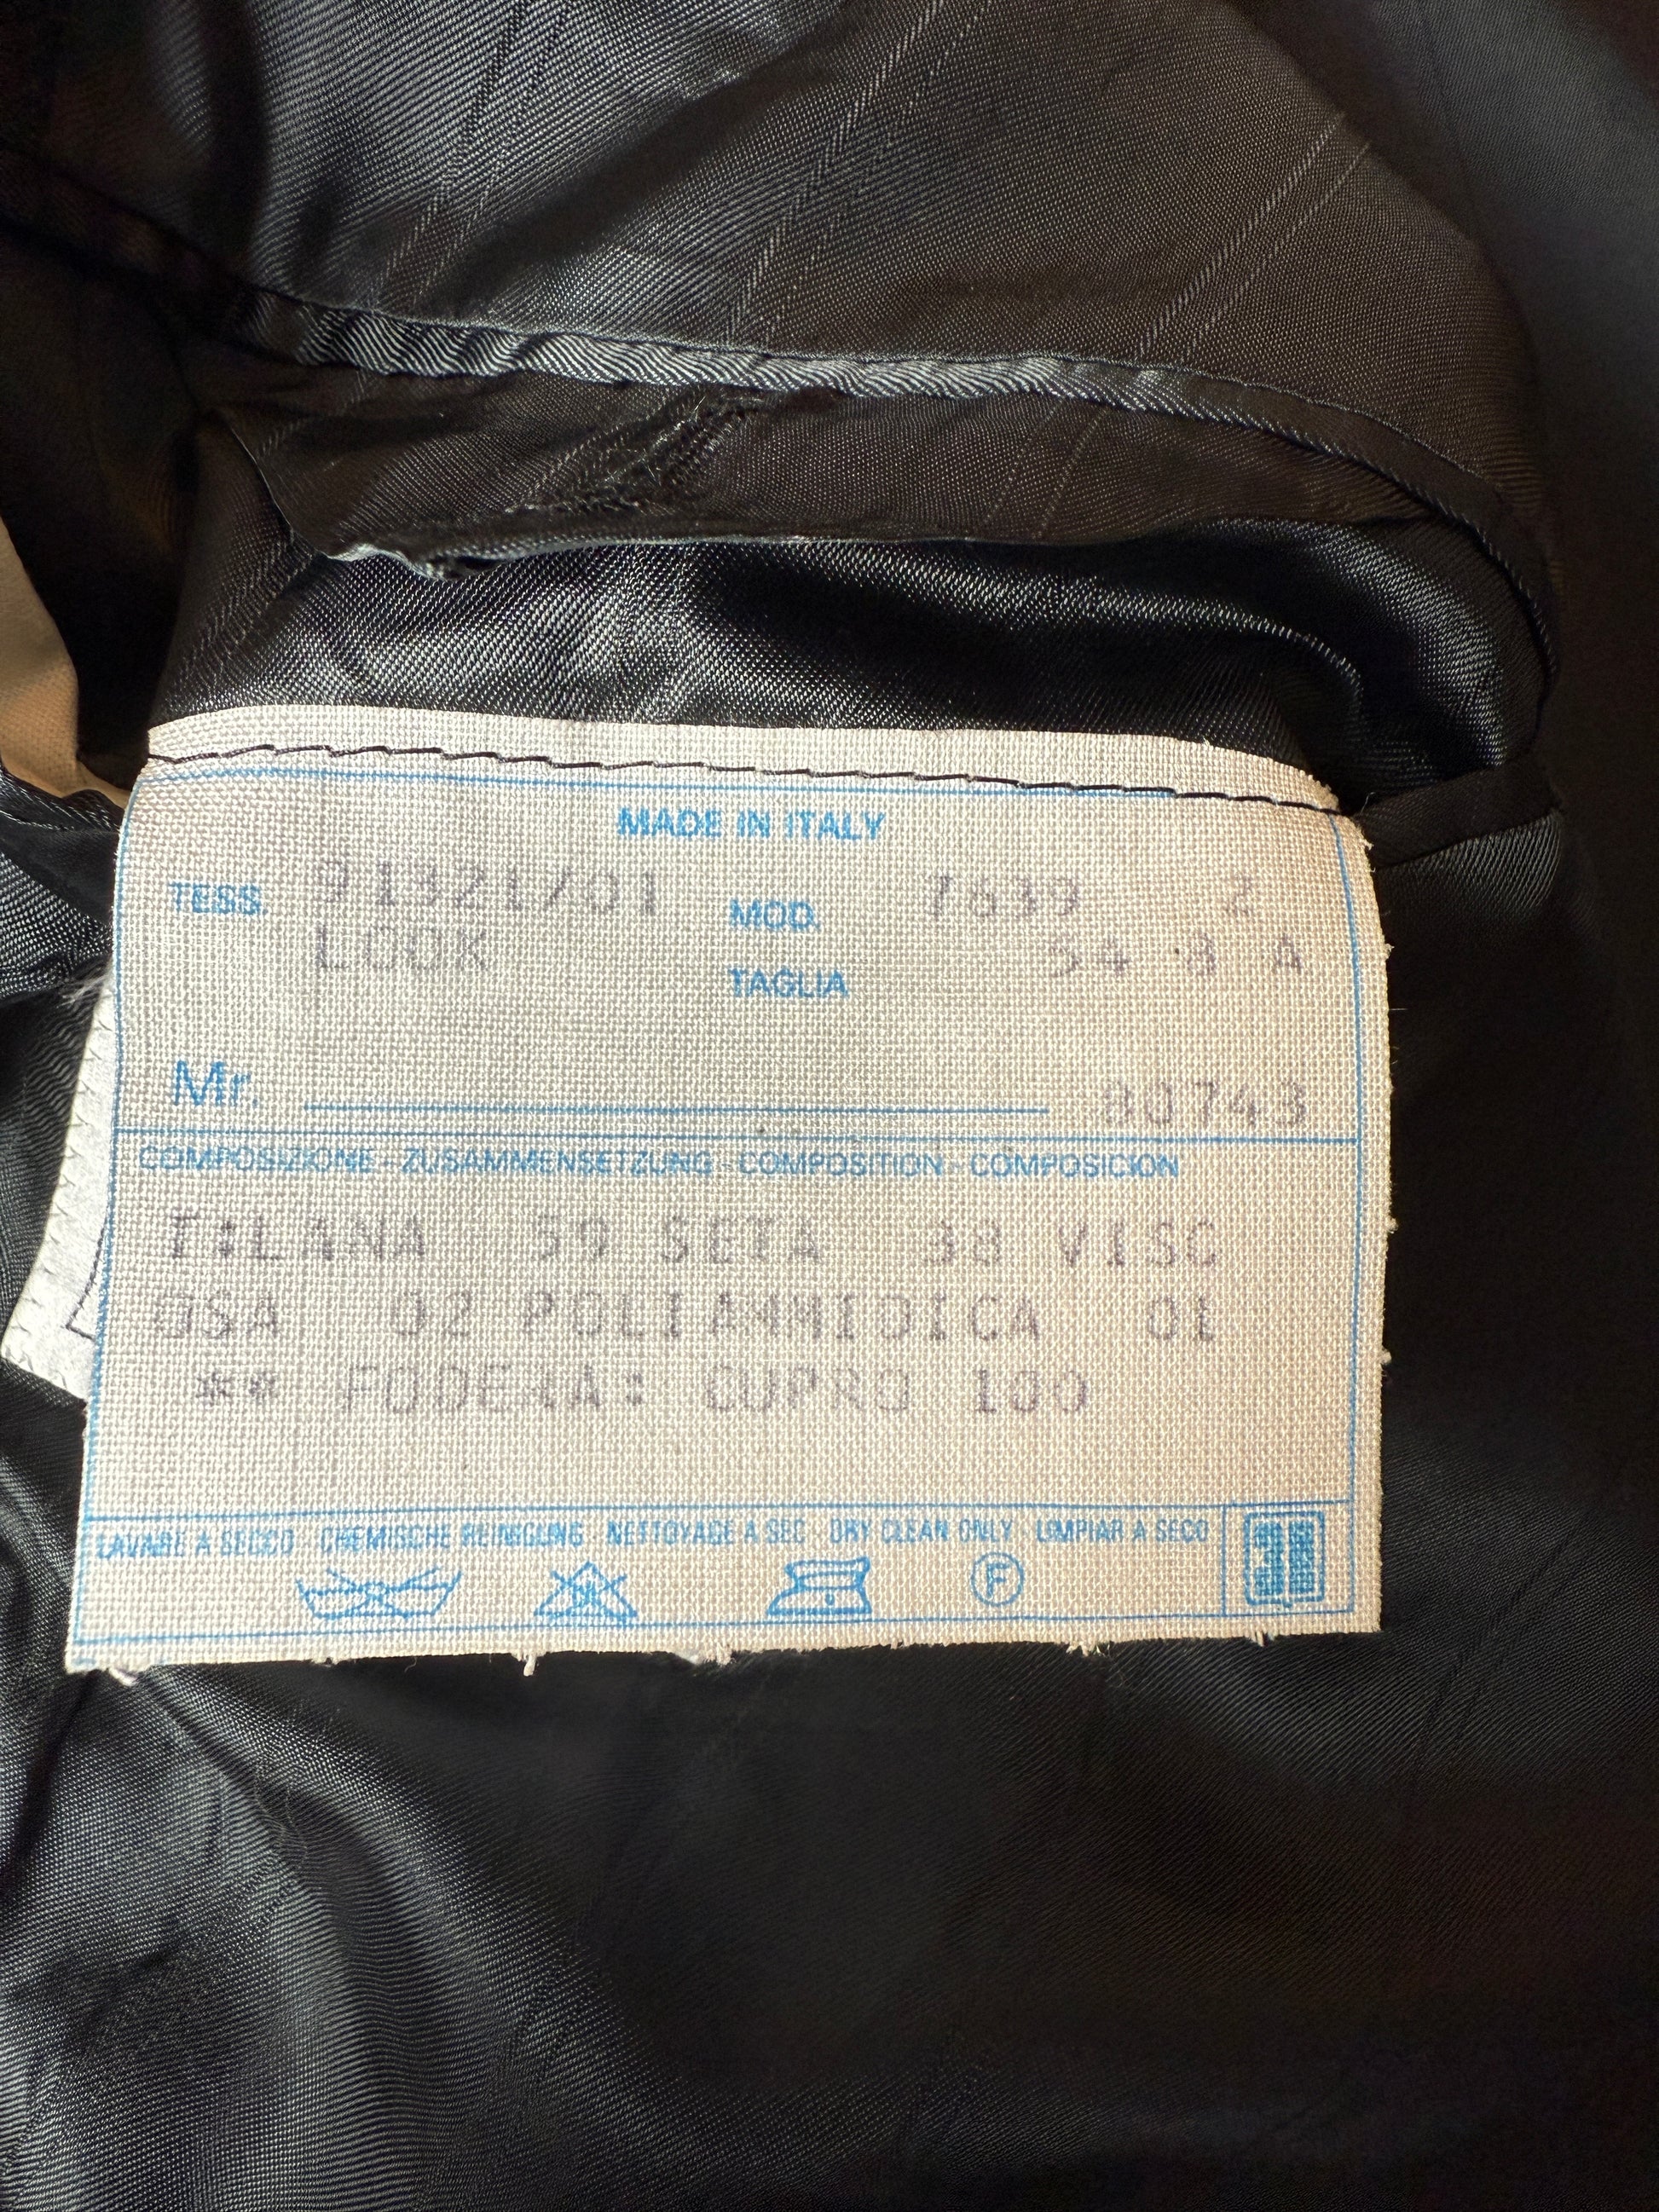 MADE IN ITALY
TESS. 91321/01 MOD. 7639 2
LOOK TAGLIA 54 3 A
Mr. 80743
COMPOSIZIONE - ZUSAMMENSETZUNG - COMPOSITION - COMPOSICION
T:LANA 59 SETA 38 VISC
OSA 02 POLIAMMIDICA 01
** FODERA: CUPRO 100
LAVARE A SECCO - CHEMISCHE REINIGUNG - NETTOYAGE A SEC - DRY CLEAN ONLY - LIMPIAR A SECO
F